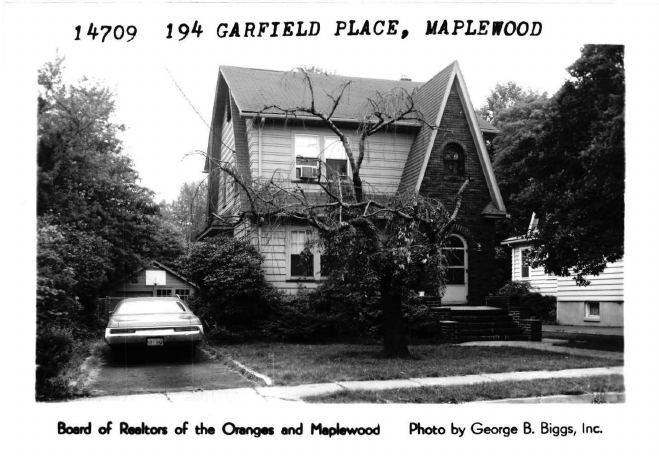 14709 194 GARFIELD PLACE, MAPLEWOOD
Board of Realtors of the Oranges and Maplewood Photo by George B. Biggs, Inc.